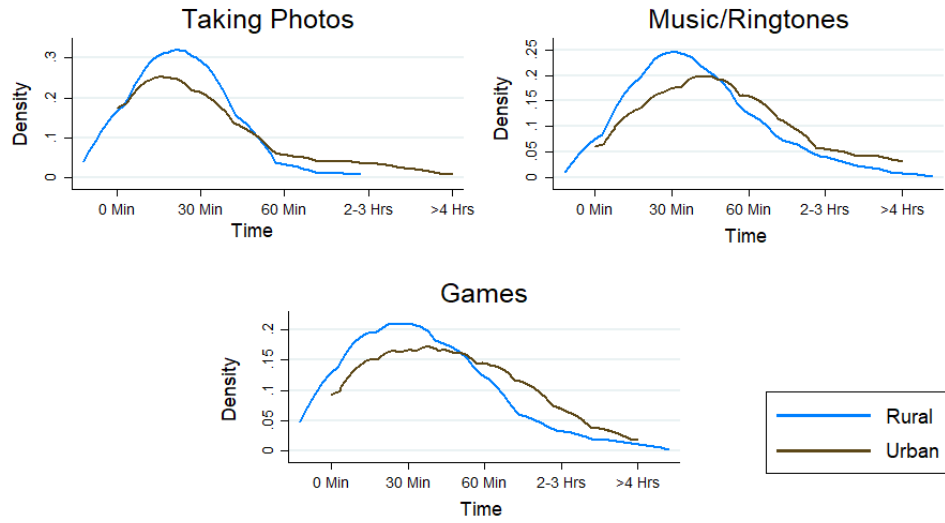 Taking Photos
Density
0 .1 .2 .3
0 Min 30 Min 60 Min 2-3 Hrs >4 Hrs
Time
Music/Ringtones
Density
0 .05 .1 .15 .2 .25
0 Min 30 Min 60 Min 2-3 Hrs >4 Hrs
Time
Games
Density
0 .05 .1 .15 .2
0 Min 30 Min 60 Min 2-3 Hrs >4 Hrs
Time
Rural
Urban